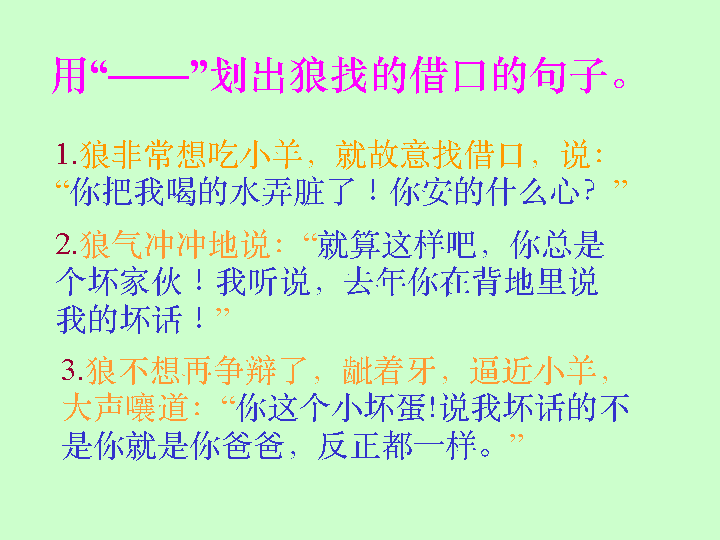 用“——”划出狼找的借口的句子。
1.狼非常想吃小羊，就故意找借口，说：
“你把我喝的水弄脏了！你安的什么心？”
2.狼气冲冲地说：“就算这样吧，你总是
个坏家伙！我听说，去年你在背地里说
我的坏话！”
3.狼不想再争辩了，龇着牙，逼近小羊，
大声嚷道：“你这个小坏蛋!说我坏话的不
是你就是你爸爸，反正都一样。”